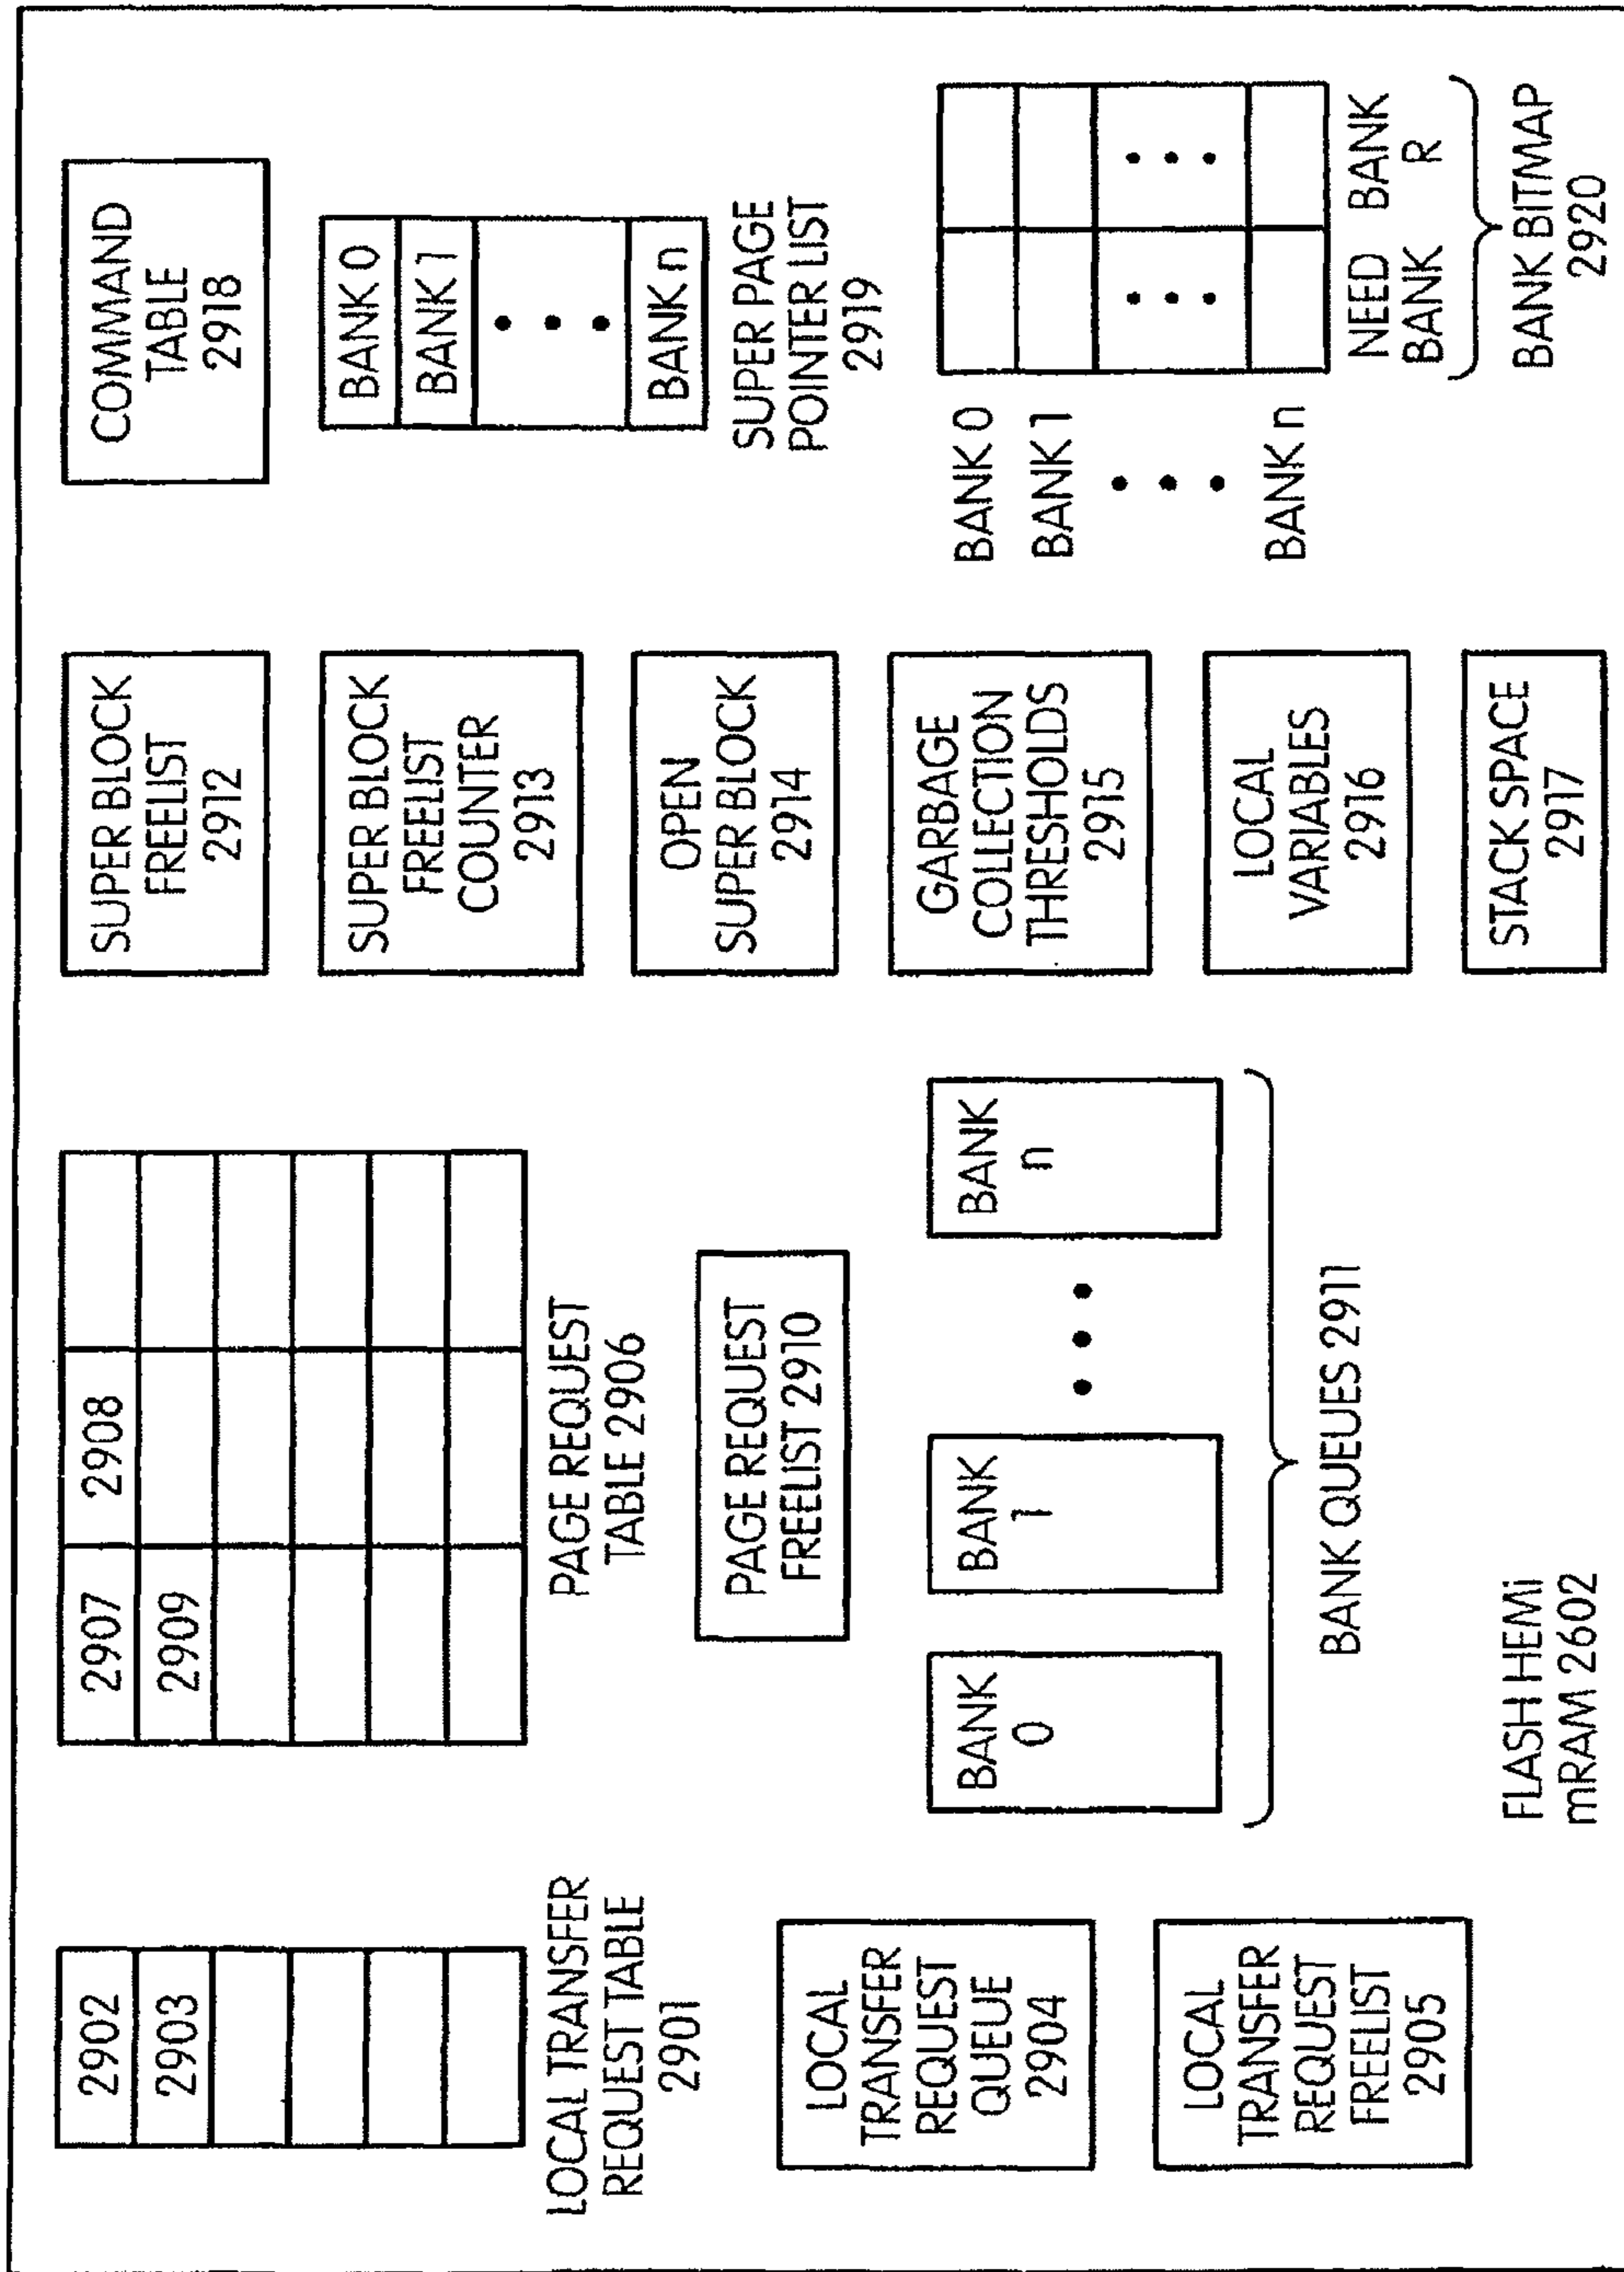 2902
2903
LOCAL TRANSFER
REQUEST TABLE
2901
LOCAL
TRANSFER
REQUEST
QUEUE
2904
LOCAL
TRANSFER
REQUEST
FREELIST
2905
2907
2908
2909
PAGE REQUEST
TABLE 2906
PAGE REQUEST
FREELIST 2910
BANK
0
BANK
1
BANK
n
BANK QUEUES 2911
FLASH HEMi
mRAM 2602
SUPER BLOCK
FREELIST
2912
SUPER BLOCK
FREELIST
COUNTER
2913
OPEN
SUPER BLOCK
2914
GARBAGE
COLLECTION
THRESHOLDS
2915
LOCAL
VARIABLES
2916
STACK SPACE
2917
COMMAND
TABLE
2918
BANK 0
BANK 1
BANK n
SUPER PAGE
POINTER LIST
2919
BANK 0
BANK 1
BANK n
NEED
BANK
BANK
R
BANK BITMAP
2920